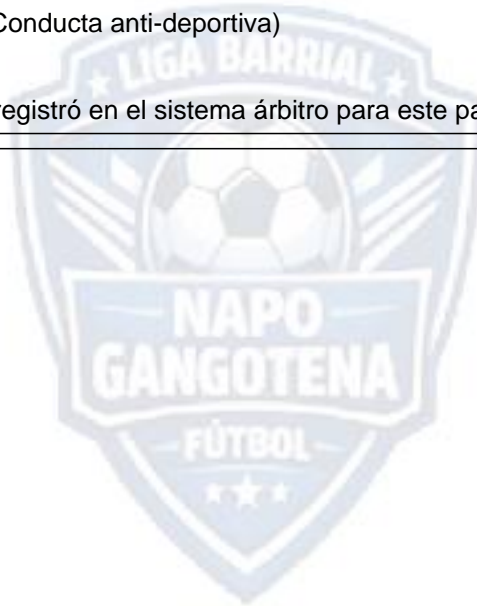 Conducta anti-deportiva)
LIGA BARRIAL
registró en el sistema árbitro para este pa
NAPO
GANGOTENA
FÚTBOL